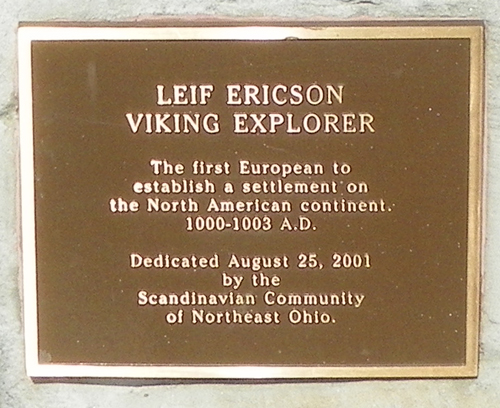 LEIF ERICSON
VIKING EXPLORER
The first European to
establish a settlement on
the North American continent.
1000-1003 A.D.
Dedicated August 25, 2001
by the
Scandinavian Community
of Northeast Ohio.